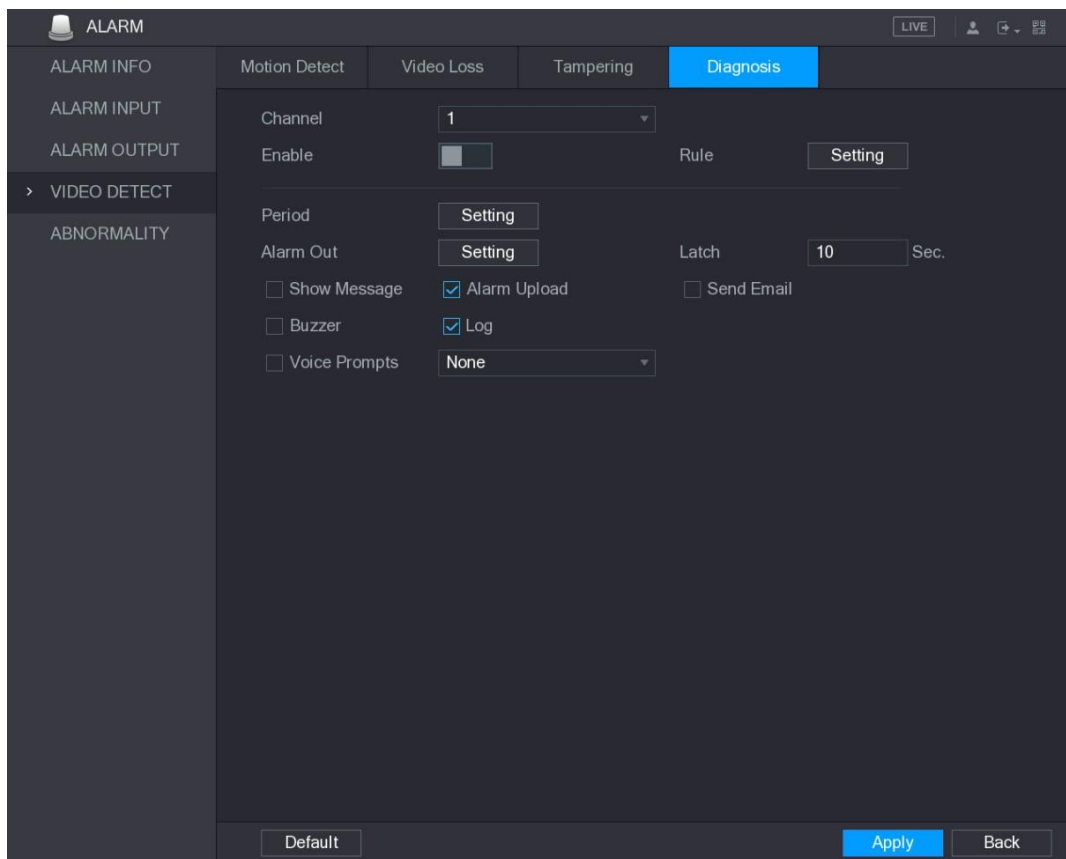 ALARM LIVE
ALARM INFO
ALARM INPUT
ALARM OUTPUT
> VIDEO DETECT
ABNORMALITY
Motion Detect Video Loss Tampering Diagnosis
Channel 1
Enable Rule Setting
Period Setting
Alarm Out Setting Latch 10 Sec.
Show Message Alarm Upload Send Email
Buzzer Log
Voice Prompts None
Default Apply Back